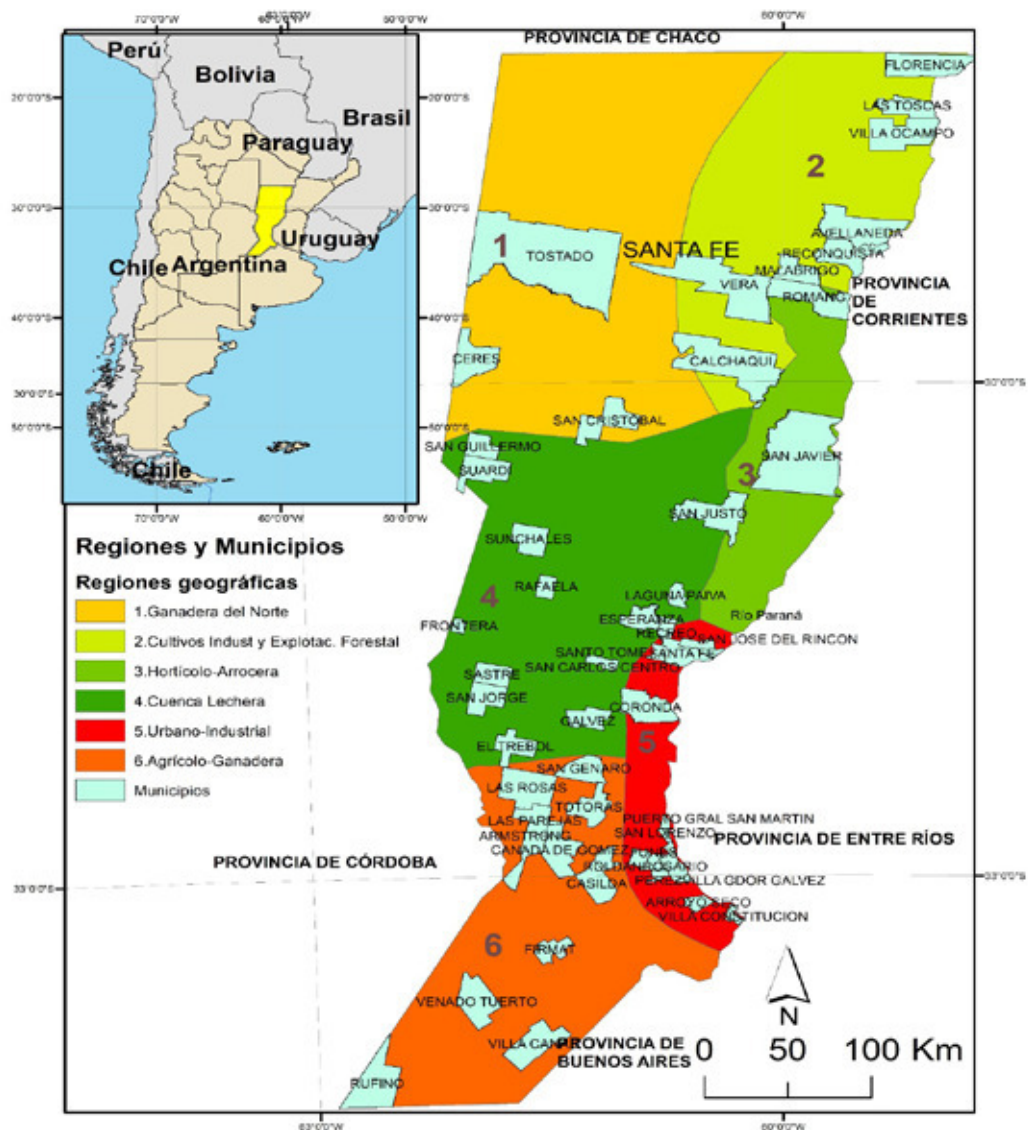 70°0'0"W
60°0'0"W
50°0'0"W
60°0'0"W
PROVINCIA DE CHACO
Perú
Bolivia
Brasil
Paraguay
Uruguay
Chile
Argentina
Chile
20°0'0"S
30°0'0"S
40°0'0"S
50°0'0"S
70°0'0"W
60°0'0"W
50°0'0"W
FLORENCIA
LAS TOSCAS
VILLA OCAMPO
2
AVELLANEDA
RECONQUISTA
1
TOSTADO
SANTA FE
MALABRIGO
VERA
ROMANG
PROVINCIA
DE
CORRIENTES
CERES
CALCHAQUI
SAN CRISTOBAL
SAN GUILLERMO
SUARDI
SAN JAVIER
3
SAN JUSTO
SUNCHALES
RAFAELA
4
LAGUNA PAIVA
ESPERANZA
Río Paraná
FRONTERA
RECREO
SAN JOSE DEL RINCON
SANTO TOME
SANTA FE
SAN CARLOS CENTRO
SASTRE
SAN JORGE
CORONDA
GALVEZ
5
EL TREBOL
SAN GENARO
LAS ROSAS
TOTORAS
LAS PAREJAS
PUERTO GRAL SAN MARTIN
SAN LORENZO
ARMSTRONG
PROVINCIA DE ENTRE RÍOS
CANADA DE GOMEZ
FUNES
PROVINCIA DE CÓRDOBA
ROLDAN
ROSARIO
CASILDA
PEREZ
VILLA GDOR GALVEZ
ARROYO SECO
VILLA CONSTITUCION
6
FIRMAT
VENADO TUERTO
VILLA CAN
PROVINCIA DE
BUENOS AIRES
RUFINO
33°0'0"S
33°0'0"S
63°0'0"W
60°0'0"W
N
0 50 100 Km
Regiones y Municipios
Regiones geográficas
1.Ganadera del Norte
2.Cultivos Indust y Explotac. Forestal
3.Hortícolo-Arrocera
4.Cuenca Lechera
5.Urbano-Industrial
6.Agrícolo-Ganadera
Municipios